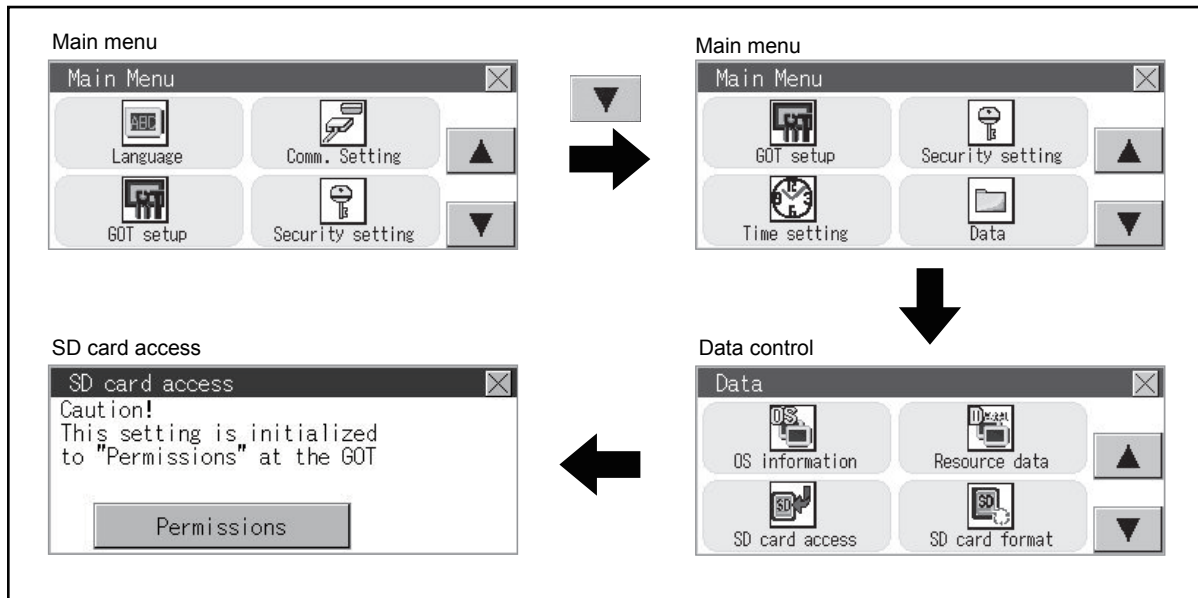 Main menu
Main Menu
Language
Comm. Setting
GOT setup
Security setting
Main menu
Main Menu
GOT setup
Security setting
Time setting
Data
Data control
Data
OS information
Resource data
SD card access
SD card format
SD card access
SD card access
Caution!
This setting is initialized
to "Permissions" at the GOT
Permissions